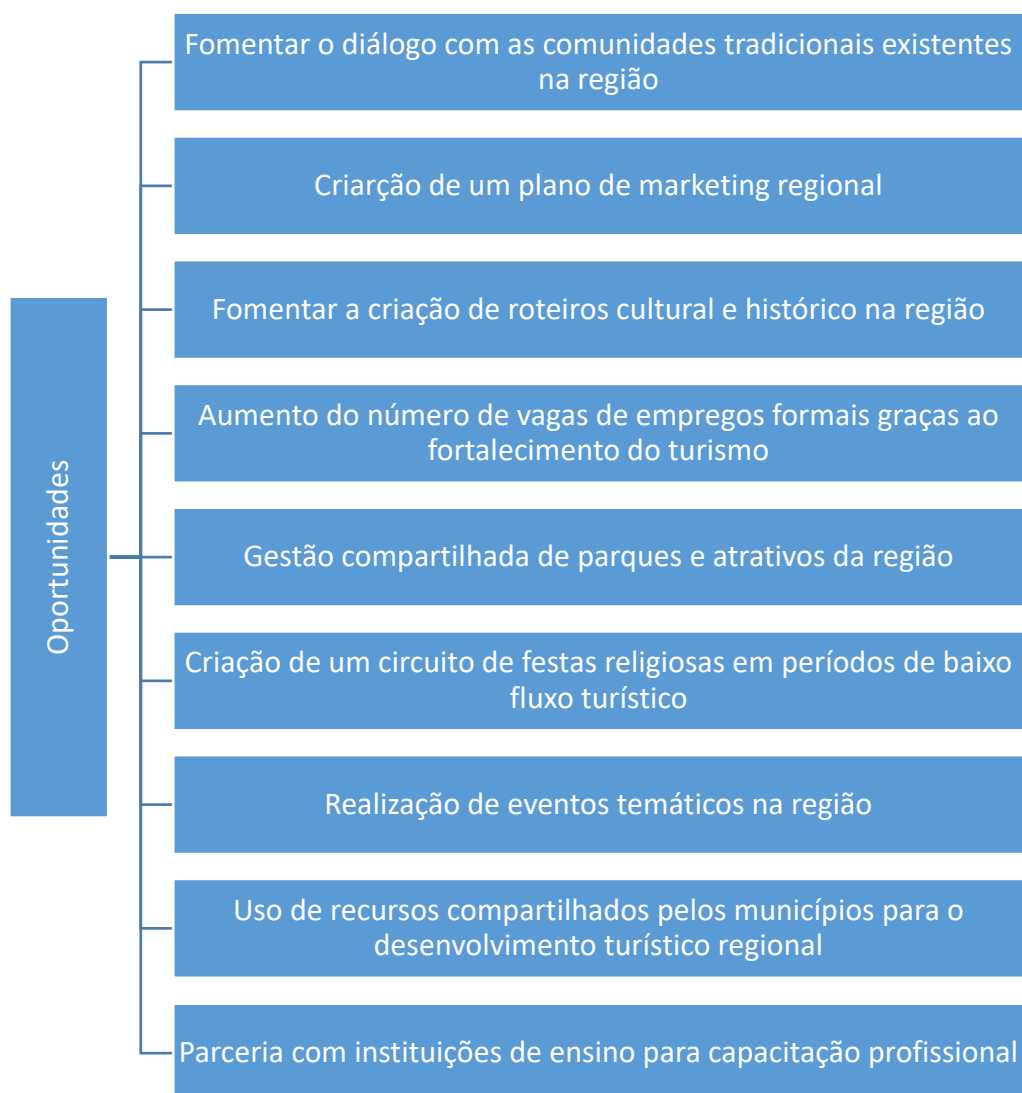 Oportunidades
Fomentar o diálogo com as comunidades tradicionais existentes
na região
Criarção de um plano de marketing regional
Fomentar a criação de roteiros cultural e histórico na região
Aumento do número de vagas de empregos formais graças ao
fortalecimento do turismo
Gestão compartilhada de parques e atrativos da região
Criação de um circuito de festas religiosas em períodos de baixo
fluxo turístico
Realização de eventos temáticos na região
Uso de recursos compartilhados pelos municípios para o
desenvolvimento turístico regional
Parceria com instituições de ensino para capacitação profissional